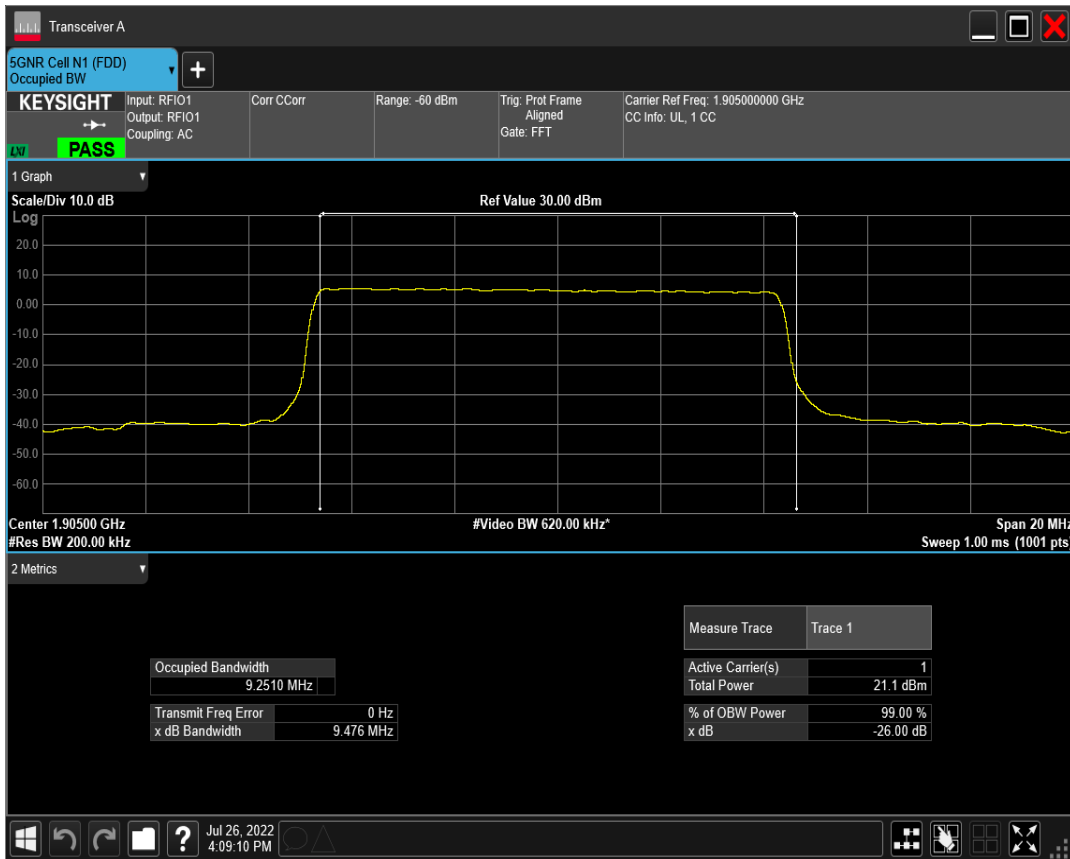 Transceiver A
5GNR Cell N1 (FDD)
Occupied BW
+
KEYSIGHT
LXI
PASS
Input: RFIO1
Output: RFIO1
Coupling: AC
Corr CCorr
Range: -60 dBm
Trig: Prot Frame
Aligned
Gate: FFT
Carrier Ref Freq: 1.905000000 GHz
CC Info: UL, 1 CC
1 Graph
Scale/Div 10.0 dB
Ref Value 30.00 dBm
Log
20.0
10.0
0.00
-10.0
-20.0
-30.0
-40.0
-50.0
-60.0
Center 1.90500 GHz
#Video BW 620.00 kHz*
Span 20 MHz
#Res BW 200.00 kHz
Sweep 1.00 ms (1001 pts)
2 Metrics
Measure Trace Trace 1
Occupied Bandwidth
9.2510 MHz
Active Carrier(s) 1
Total Power 21.1 dBm
Transmit Freq Error 0 Hz
x dB Bandwidth 9.476 MHz
% of OBW Power 99.00 %
x dB -26.00 dB
?
Jul 26, 2022
4:09:10 PM